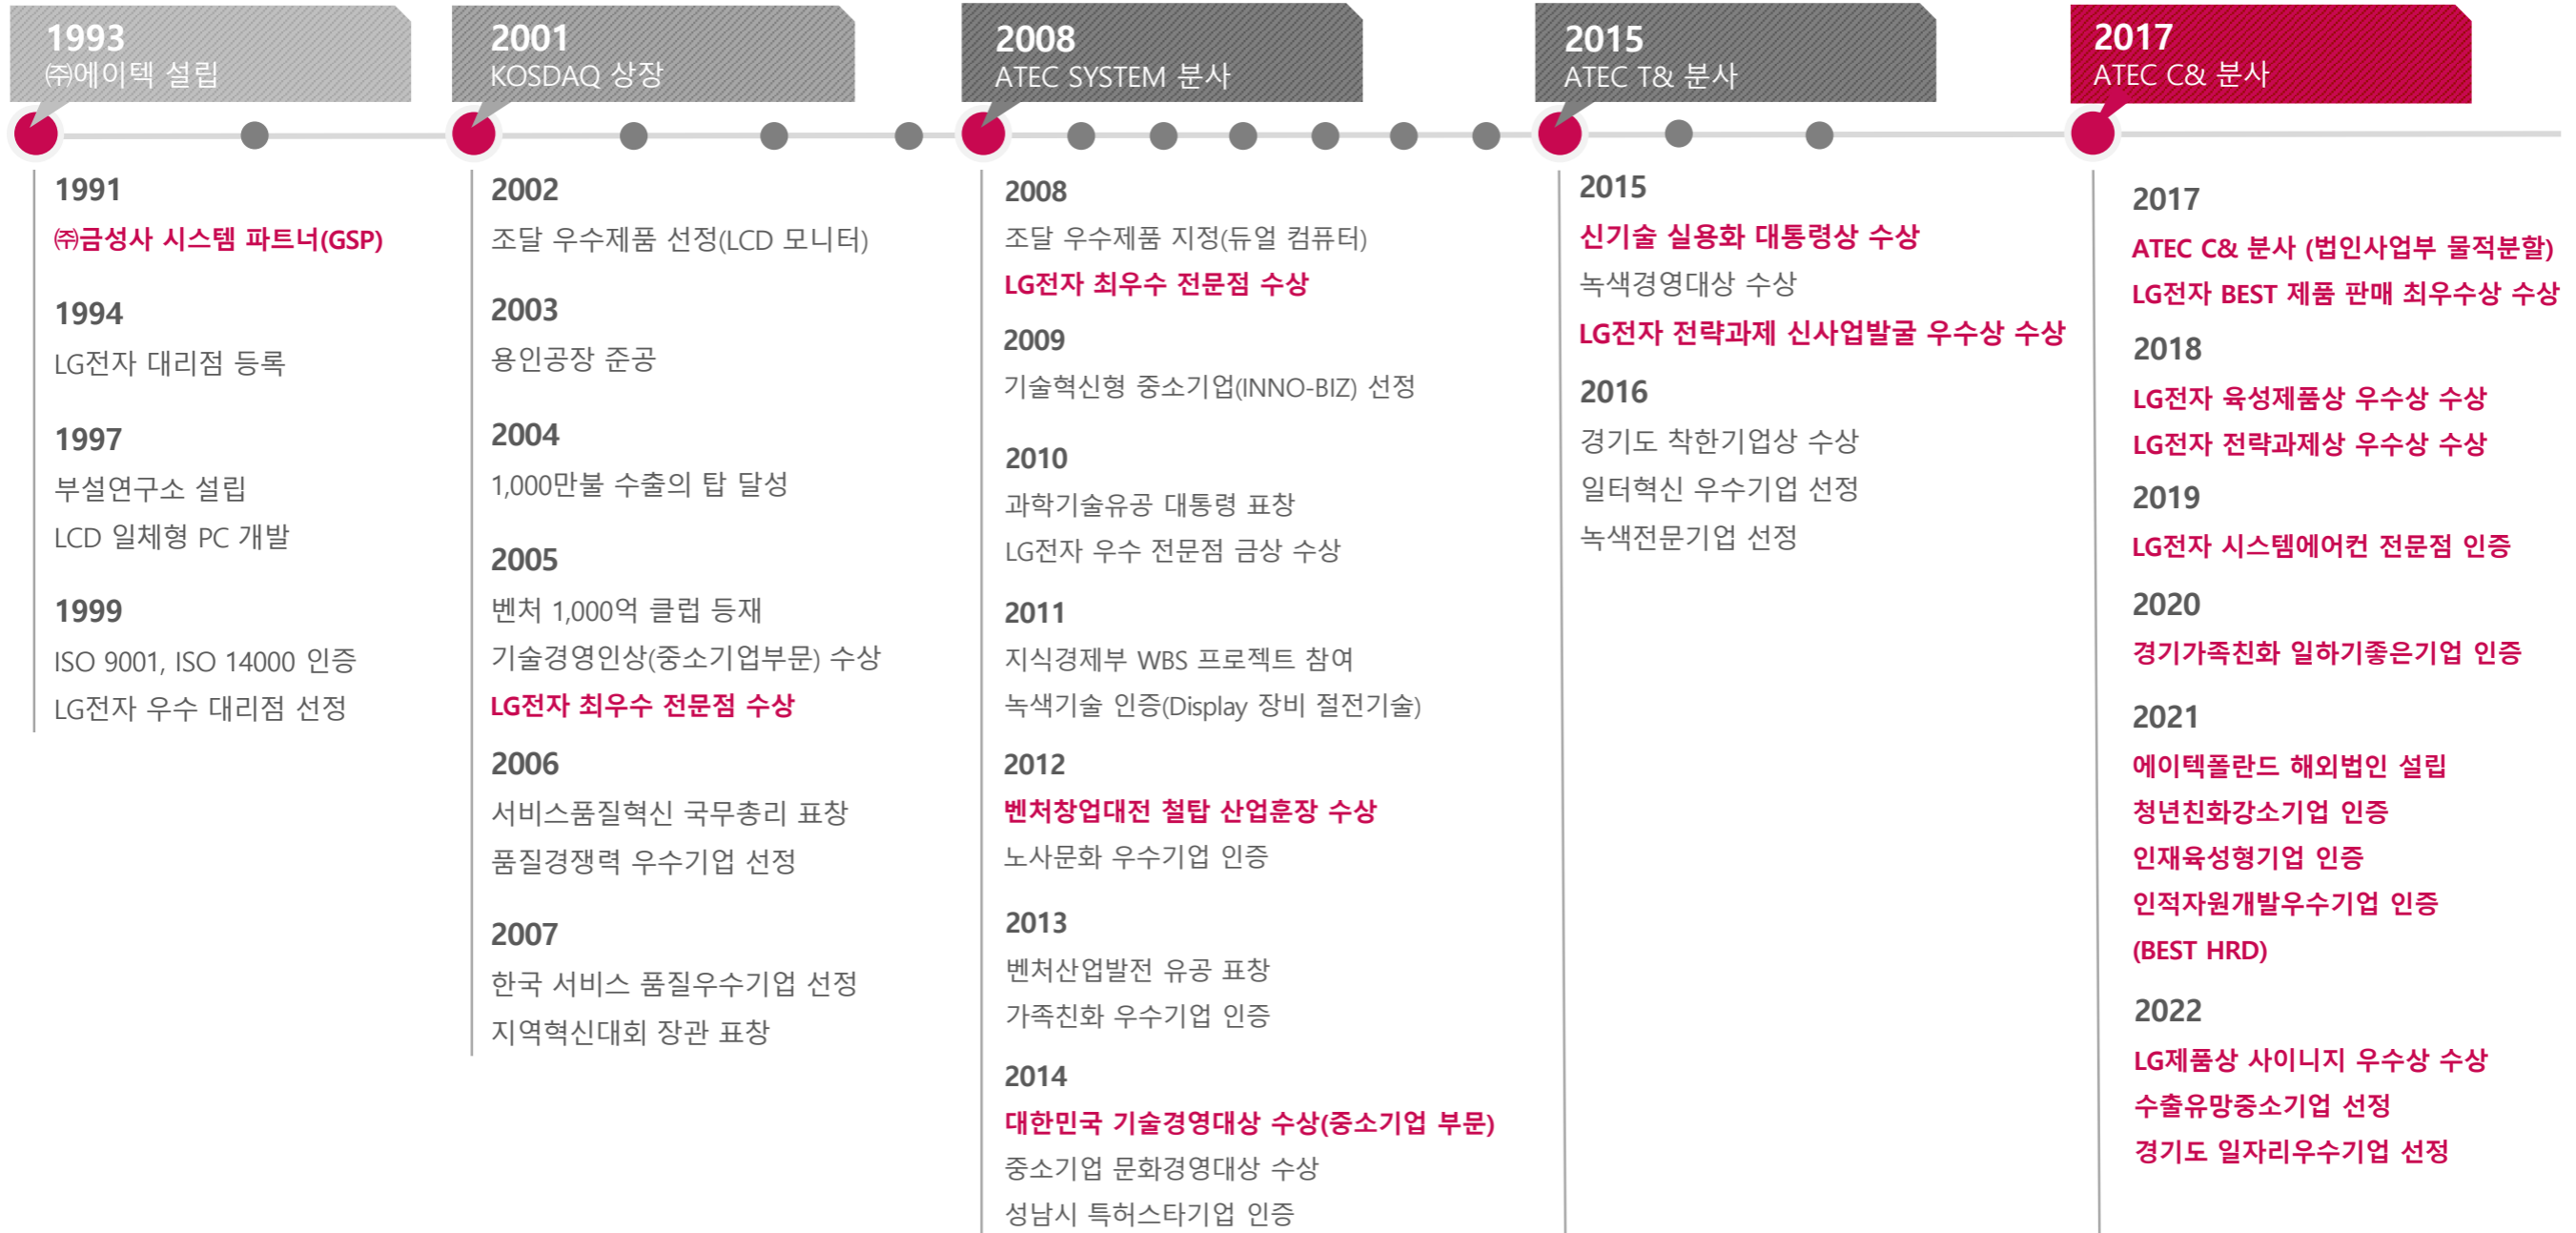 1993
㈜에이텍 설립
1991
㈜금성사 시스템 파트너(GSP)
1994
LG전자 대리점 등록
1997
부설연구소 설립
LCD 일체형 PC 개발
1999
ISO 9001, ISO 14000 인증
LG전자 우수 대리점 선정
2001
KOSDAQ 상장
2002
조달 우수제품 선정(LCD 모니터)
2003
용인공장 준공
2004
1,000만불 수출의 탑 달성
2005
벤처 1,000억 클럽 등재
기술경영인상(중소기업부문) 수상
LG전자 최우수 전문점 수상
2006
서비스품질혁신 국무총리 표창
품질경쟁력 우수기업 선정
2007
한국 서비스 품질우수기업 선정
지역혁신대회 장관 표창
2008
ATEC SYSTEM 분사
2008
조달 우수제품 지정(듀얼 컴퓨터)
LG전자 최우수 전문점 수상
2009
기술혁신형 중소기업(INNO-BIZ) 선정
2010
과학기술유공 대통령 표창
LG전자 우수 전문점 금상 수상
2011
지식경제부 WBS 프로젝트 참여
녹색기술 인증(Display 장비 절전기술)
2012
벤처창업대전 철탑 산업훈장 수상
노사문화 우수기업 인증
2013
벤처산업발전 유공 표창
가족친화 우수기업 인증
2014
대한민국 기술경영대상 수상(중소기업 부문)
중소기업 문화경영대상 수상
성남시 특허스타기업 인증
2015
ATEC T& 분사
2015
신기술 실용화 대통령상 수상
녹색경영대상 수상
LG전자 전략과제 신사업발굴 우수상 수상
2016
경기도 착한기업상 수상
일터혁신 우수기업 선정
녹색전문기업 선정
2017
ATEC C& 분사
2017
ATEC C& 분사 (법인사업부 물적분할)
LG전자 BEST 제품 판매 최우수상 수상
2018
LG전자 육성제품상 우수상 수상
LG전자 전략과제상 우수상 수상
2019
LG전자 시스템에어컨 전문점 인증
2020
경기가족친화 일하기좋은기업 인증
2021
에이텍폴란드 해외법인 설립
청년친화강소기업 인증
인재육성형기업 인증
인적자원개발우수기업 인증
(BEST HRD)
2022
LG제품상 사이니지 우수상 수상
수출유망중소기업 선정
경기도 일자리우수기업 선정